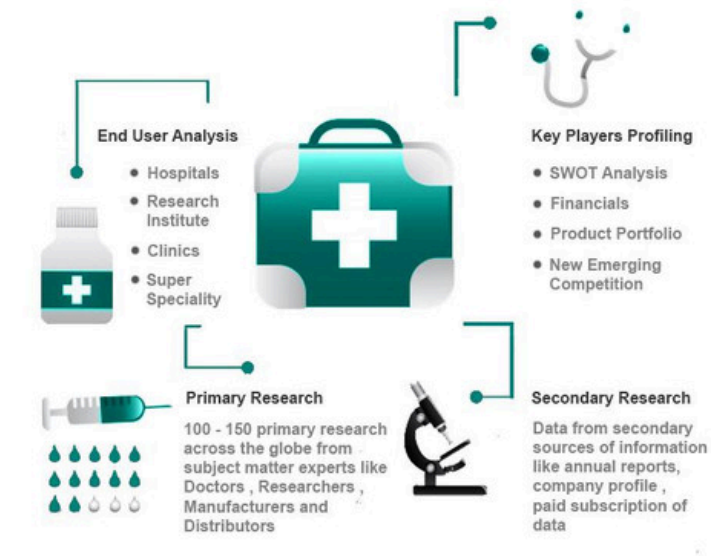 End User Analysis
Hospitals
Research
Institute
Clinics
Super
Speciality
Key Players Profiling
SWOT Analysis
Financials
Product Portfolio
New Emerging
Competition
Primary Research
100 - 150 primary research
across the globe from
subject matter experts like
Doctors , Researchers ,
Manufacturers and
Distributors
Secondary Research
Data from secondary
sources of information
like annual reports,
company profile ,
paid subscription of
data